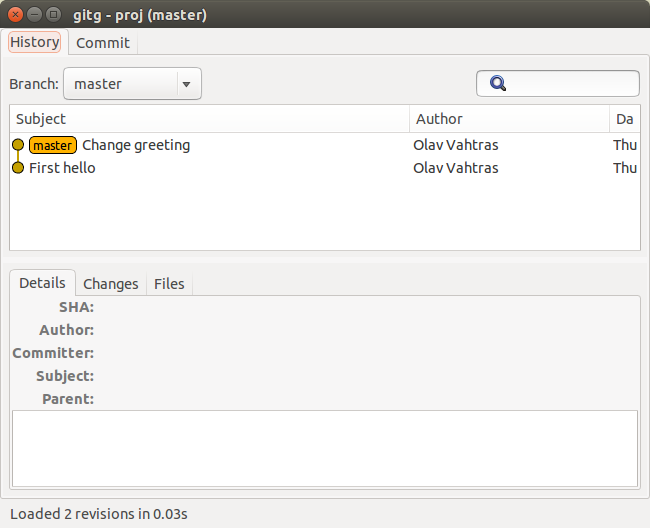 gitg - proj (master)
History Commit
Branch: master
Subject Author Da
master Change greeting Olav Vahtras Thu
First hello Olav Vahtras Thu
Details Changes Files
SHA:
Author:
Committer:
Subject:
Parent:
Loaded 2 revisions in 0.03s